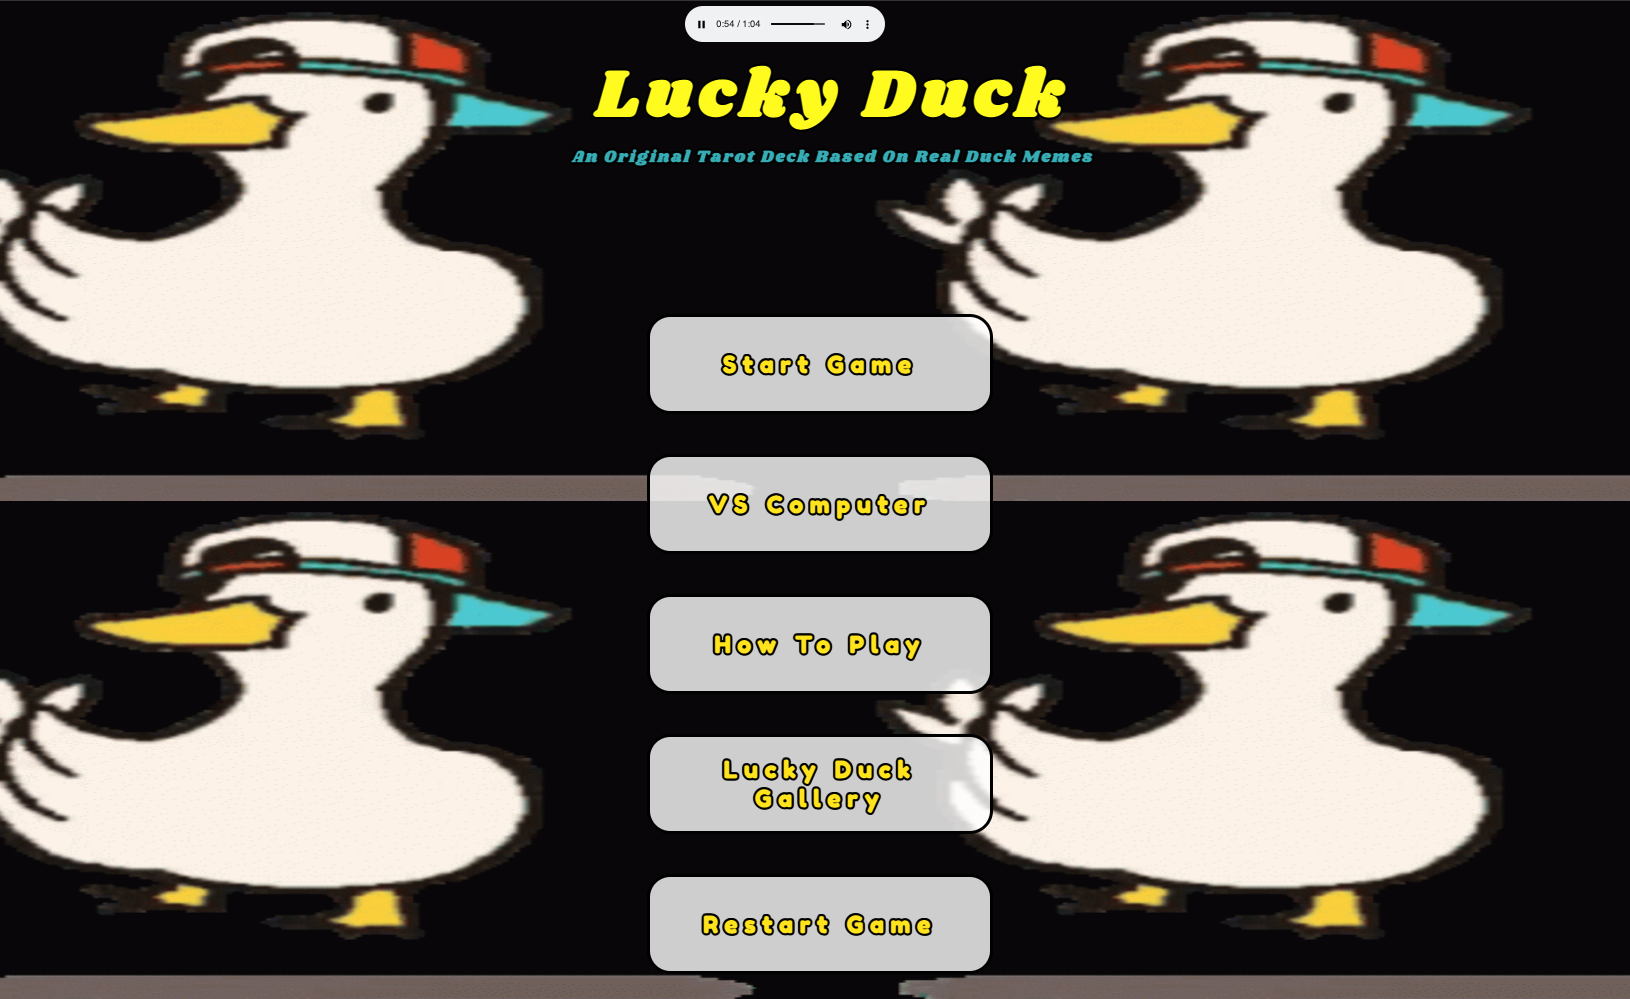 0:54 / 1:04
Lucky Duck
An Original Tarot Deck Based On Real Duck Memes
Start Game
VS Computer
How To Play
Lucky Duck
Gallery
Restart Game